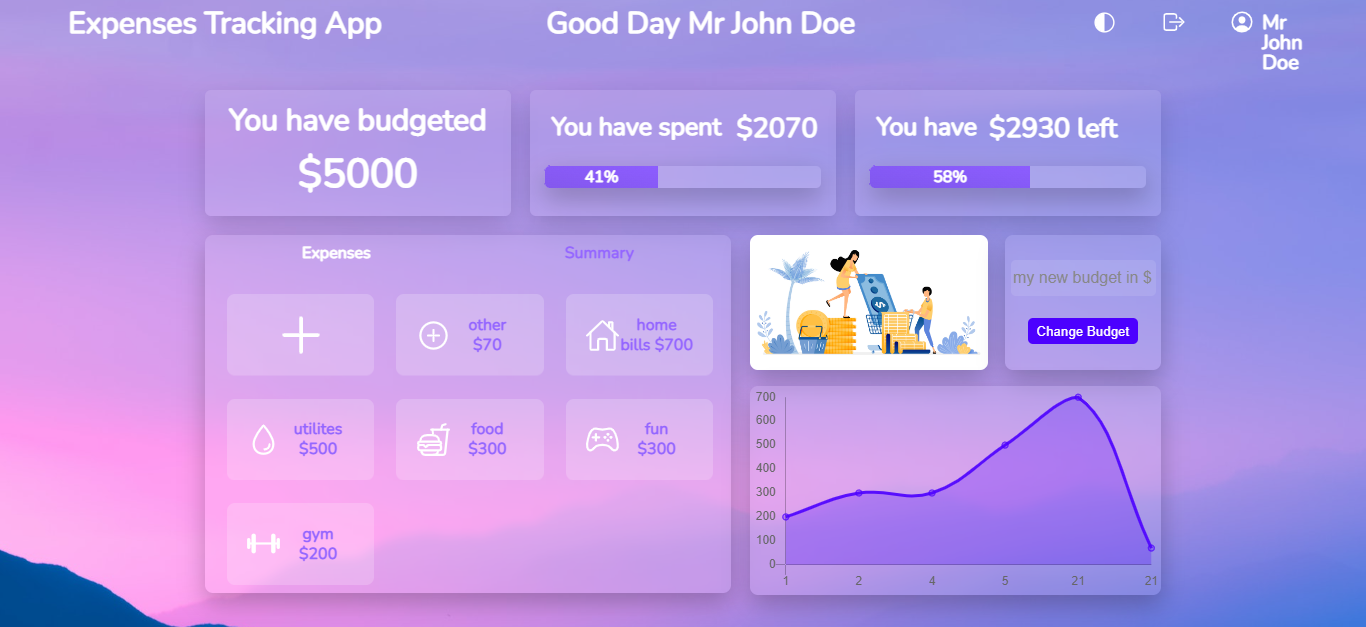 Expenses Tracking App
Good Day Mr John Doe
Mr
John
Doe
You have budgeted
$5000
You have spent $2070
41%
You have $2930 left
58%
Expenses
Summary
other
$70
home
bills $700
utilites
$500
food
$300
fun
$300
gym
$200
$
my new budget in $
Change Budget
700
600
500
400
300
200
100
0
1
2
4
5
21
21